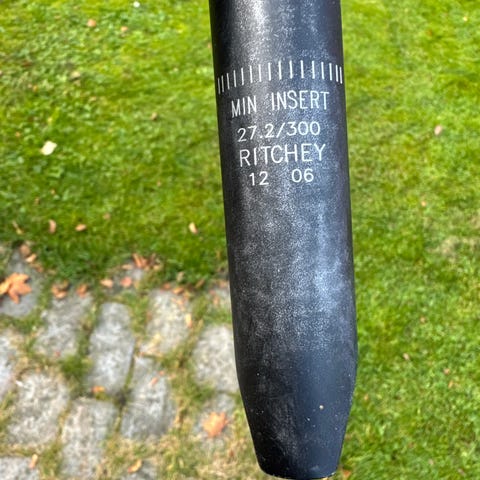 MIN INSERT
27.2/300
RITCHEY
12 06